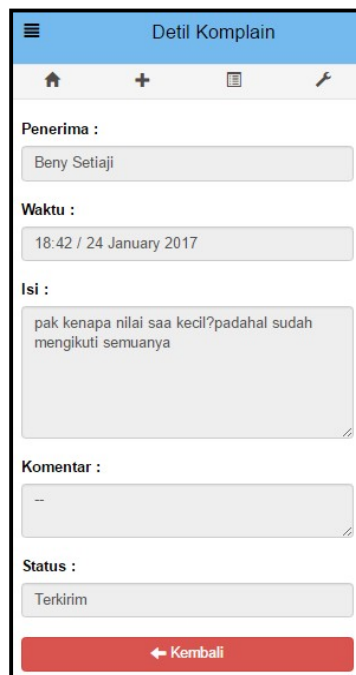 Detil Komplain
Penerima :
Beny Setiaji
Waktu :
18:42 / 24 January 2017
Isi :
pak kenapa nilai saa kecil?padahal sudah
mengikuti semuanya
Komentar :
--
Status :
Terkirim
Kembali